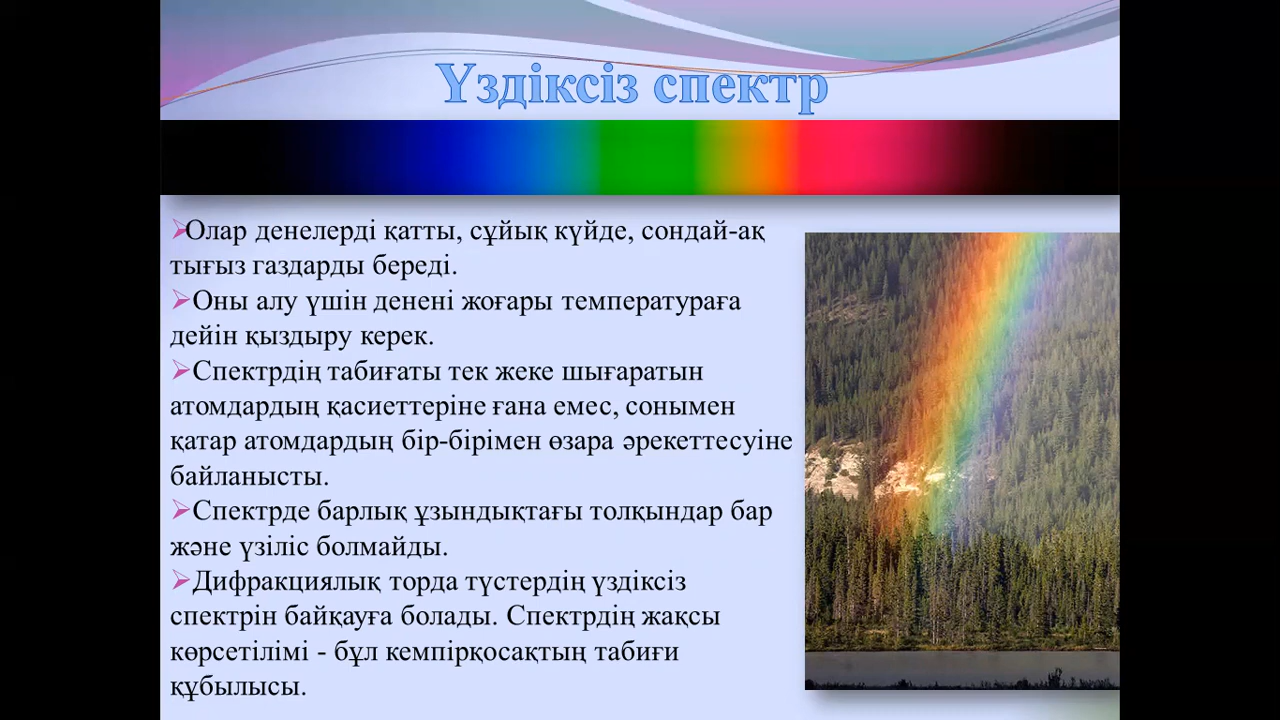 Үздіксіз спектр
Олар денелерді қатты, сұйық күйде, сондай-ақ
тығыз газдарды береді.
Оны алу үшін денені жоғары температураға
дейін қыздыру керек.
Спектрдің табиғаты тек жеке шығаратын
атомдардың қасиеттеріне ғана емес, сонымен
қатар атомдардың бір-бірімен өзара әрекеттесуіне
байланысты.
Спектрде барлық ұзындықтағы толқындар бар
және үзіліс болмайды.
Дифракциялық торда түстердің үздіксіз
спектрін байқауға болады. Спектрдің жақсы
көрсетілімі - бұл кемпірқосақтың табиғи
құбылысы.